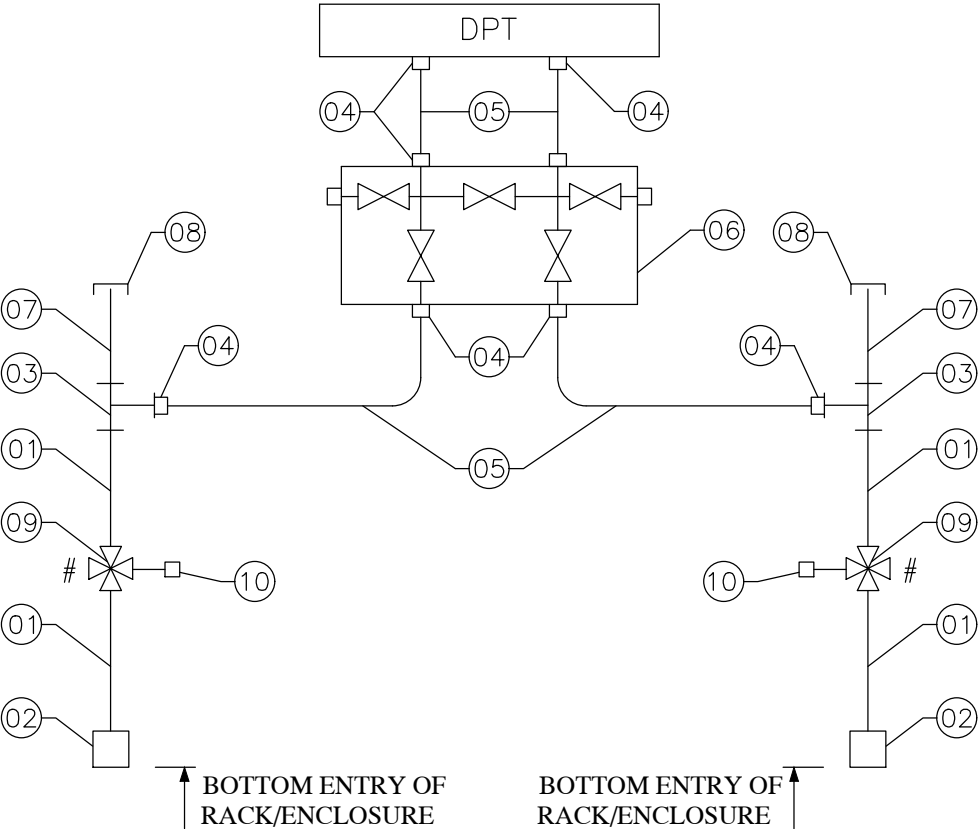 DPT
04 05 04
08 06 08
07 07
04 04 04
03 03
01 05 01
09 09
# 10 10 #
01 01
02 02
BOTTOM ENTRY OF BOTTOM ENTRY OF
RACK/ENCLOSURE RACK/ENCLOSURE